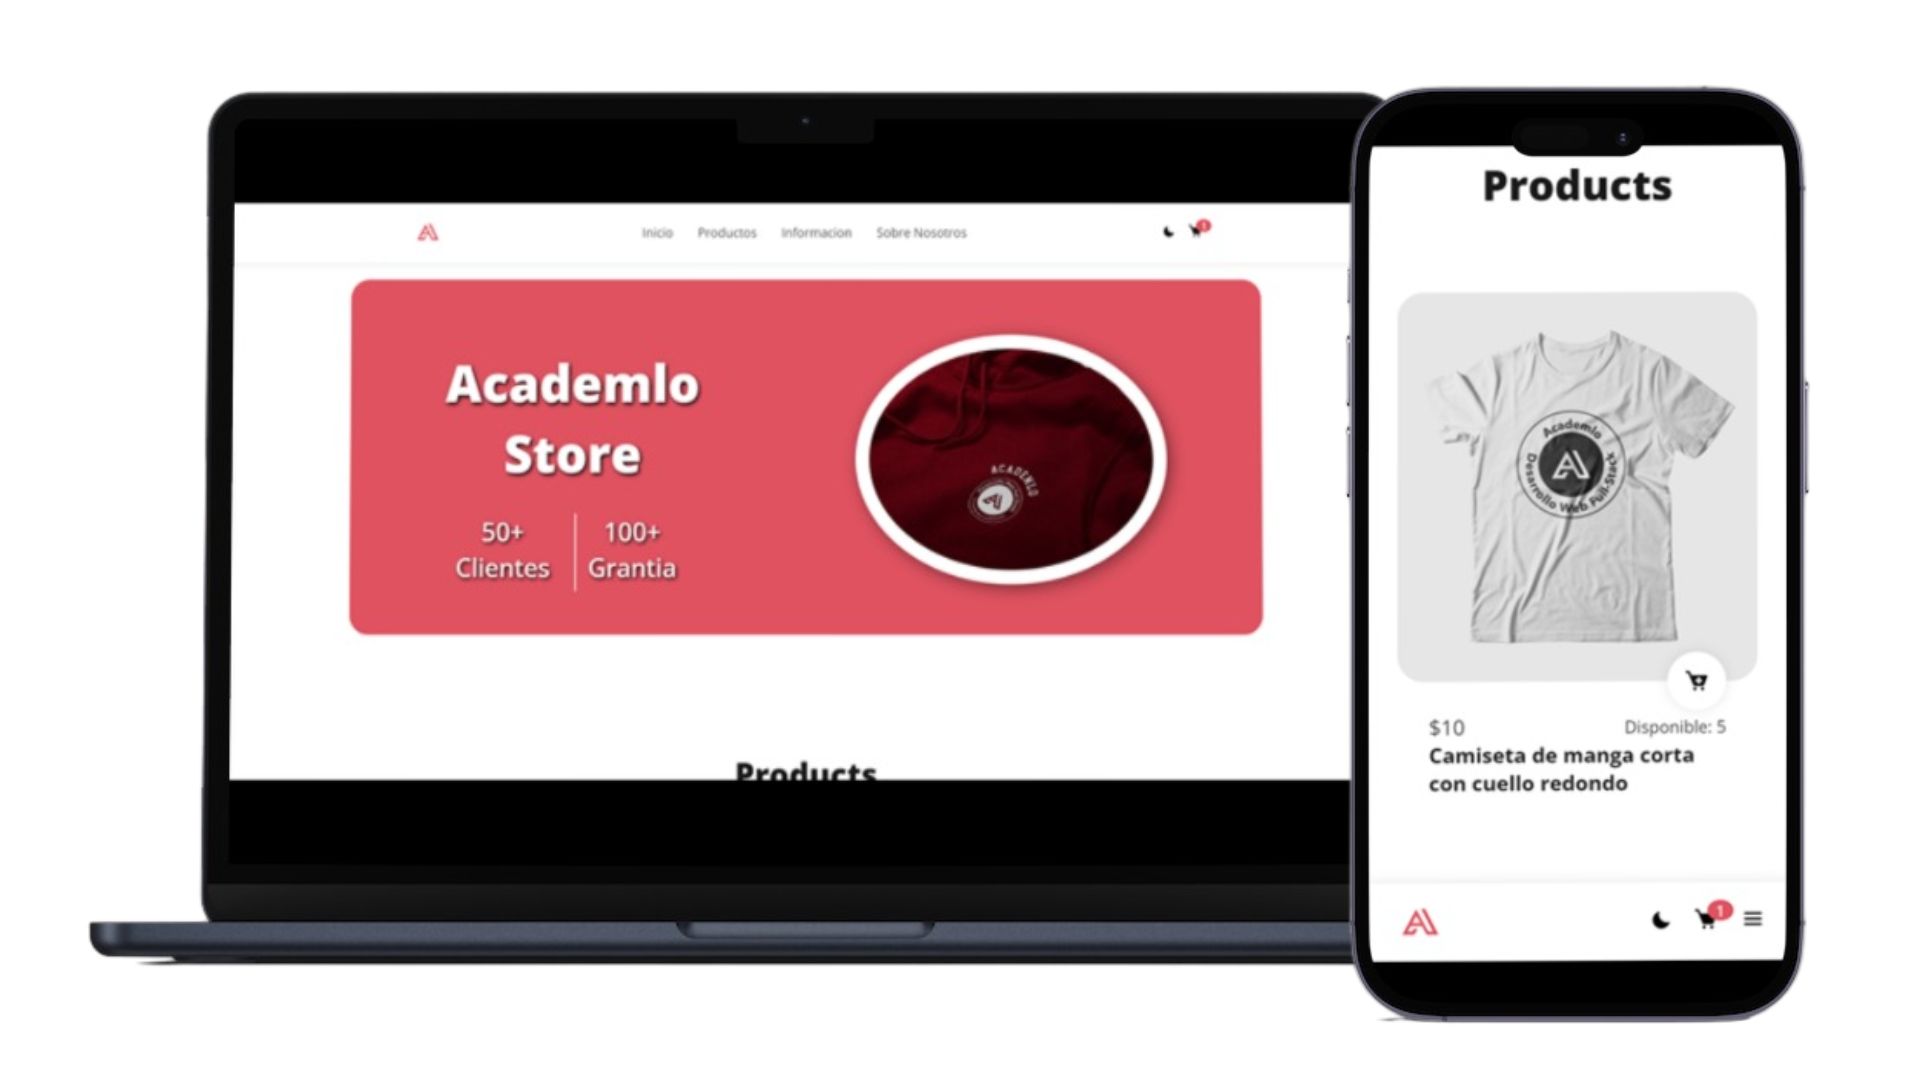 Inicio Productos Informacion Sobre Nosotros 1
Academlo
Store
50+ 100+
Clientes Grantia
ACADEMLO
Products
Products
Academlo
Desarrollo Web Full-Stack
$10 Disponible: 5
Camiseta de manga corta
con cuello redondo
1